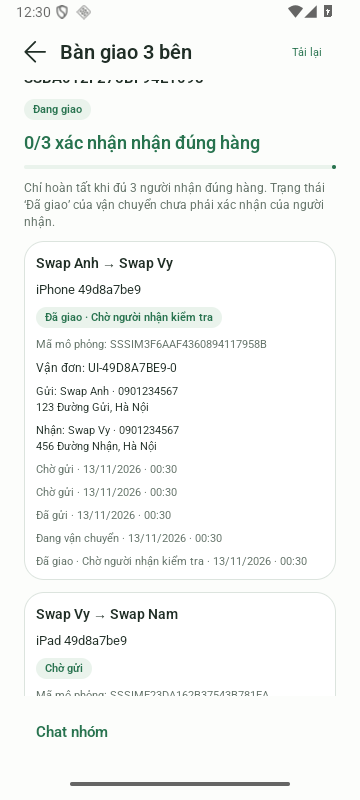 12:30
Bàn giao 3 bên
Tải lại
Đang giao
0/3 xác nhận nhận đúng hàng
Chỉ hoàn tất khi đủ 3 người nhận đúng hàng. Trạng thái
‘Đã giao’ của vận chuyển chưa phải xác nhận của người
nhận.
Swap Anh → Swap Vy
iPhone 49d8a7be9
Đã giao · Chờ người nhận kiểm tra
Mã mô phỏng: SSSIM3F6AAF4360894117958B
Vận đơn: UI-49D8A7BE9-0
Gửi: Swap Anh · 0901234567
123 Đường Gửi, Hà Nội
Nhận: Swap Vy · 0901234567
456 Đường Nhận, Hà Nội
Chờ gửi · 13/11/2026 · 00:30
Chờ gửi · 13/11/2026 · 00:30
Đã gửi · 13/11/2026 · 00:30
Đang vận chuyển · 13/11/2026 · 00:30
Đã giao · Chờ người nhận kiểm tra · 13/11/2026 · 00:30
Swap Vy → Swap Nam
iPad 49d8a7be9
Chờ gửi
Mã mô phỏng:
Chat nhóm